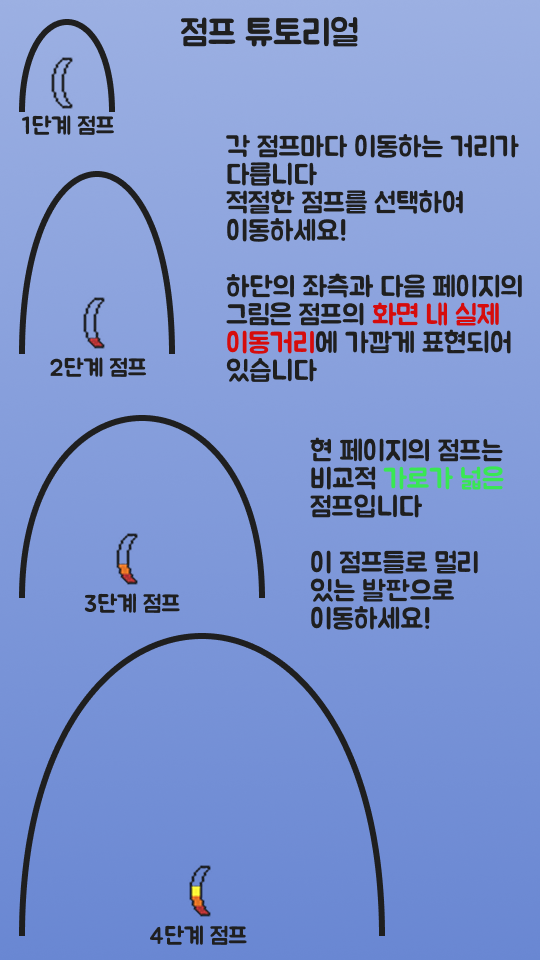 점프 튜토리얼
1단계 점프
각 점프마다 이동하는 거리가
다릅니다
적절한 점프를 선택하여
이동하세요!
하단의 좌측과 다음 페이지의
그림은 점프의 화면 내 실제
이동거리에 가깝게 표현되어
있습니다
2단계 점프
현 페이지의 점프는
비교적 가로가 넓은
점프입니다
이 점프들로 멀리
있는 발판으로
이동하세요!
3단계 점프
4단계 점프